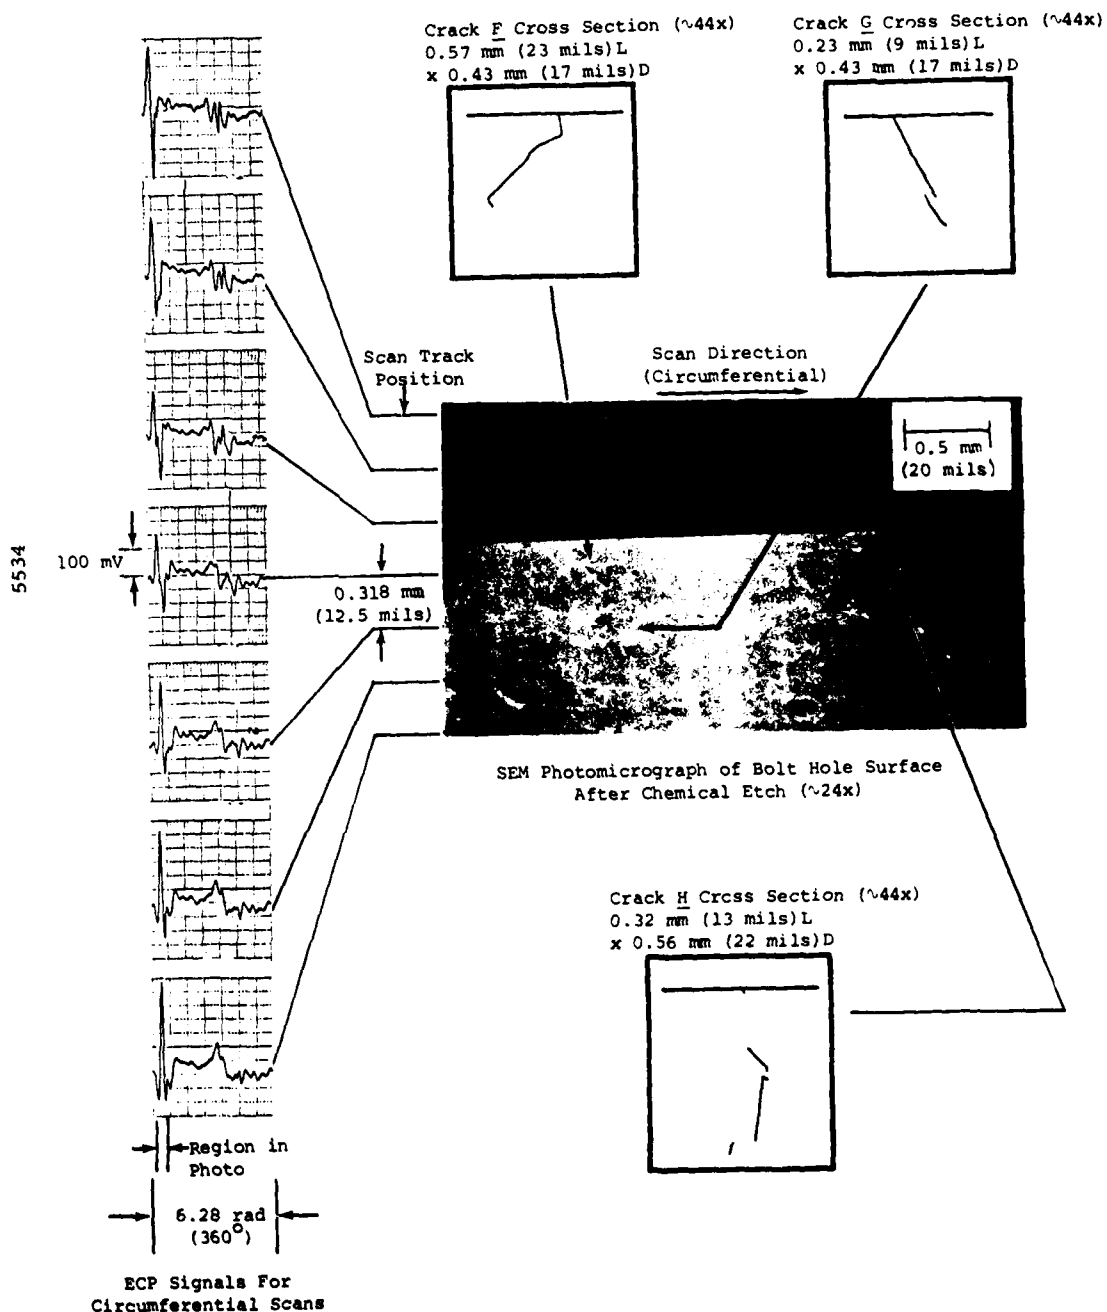 Crack F Cross Section (~44x)
0.57 mm (23 mils)L
x 0.43 mm (17 mils)D
Crack G Cross Section (~44x)
0.23 mm (9 mils)L
x 0.43 mm (17 mils)D
Scan Track
Position
Scan Direction
(Circumferential)
0.5 mm
(20 mils)
5534
100 mV
0.318 mm
(12.5 mils)
SEM Photomicrograph of Bolt Hole Surface
After Chemical Etch (~24x)
Crack H Cross Section (~44x)
0.32 mm (13 mils)L
x 0.56 mm (22 mils)D
Region in
Photo
6.28 rad
(360°)
ECP Signals For
Circumferential Scans